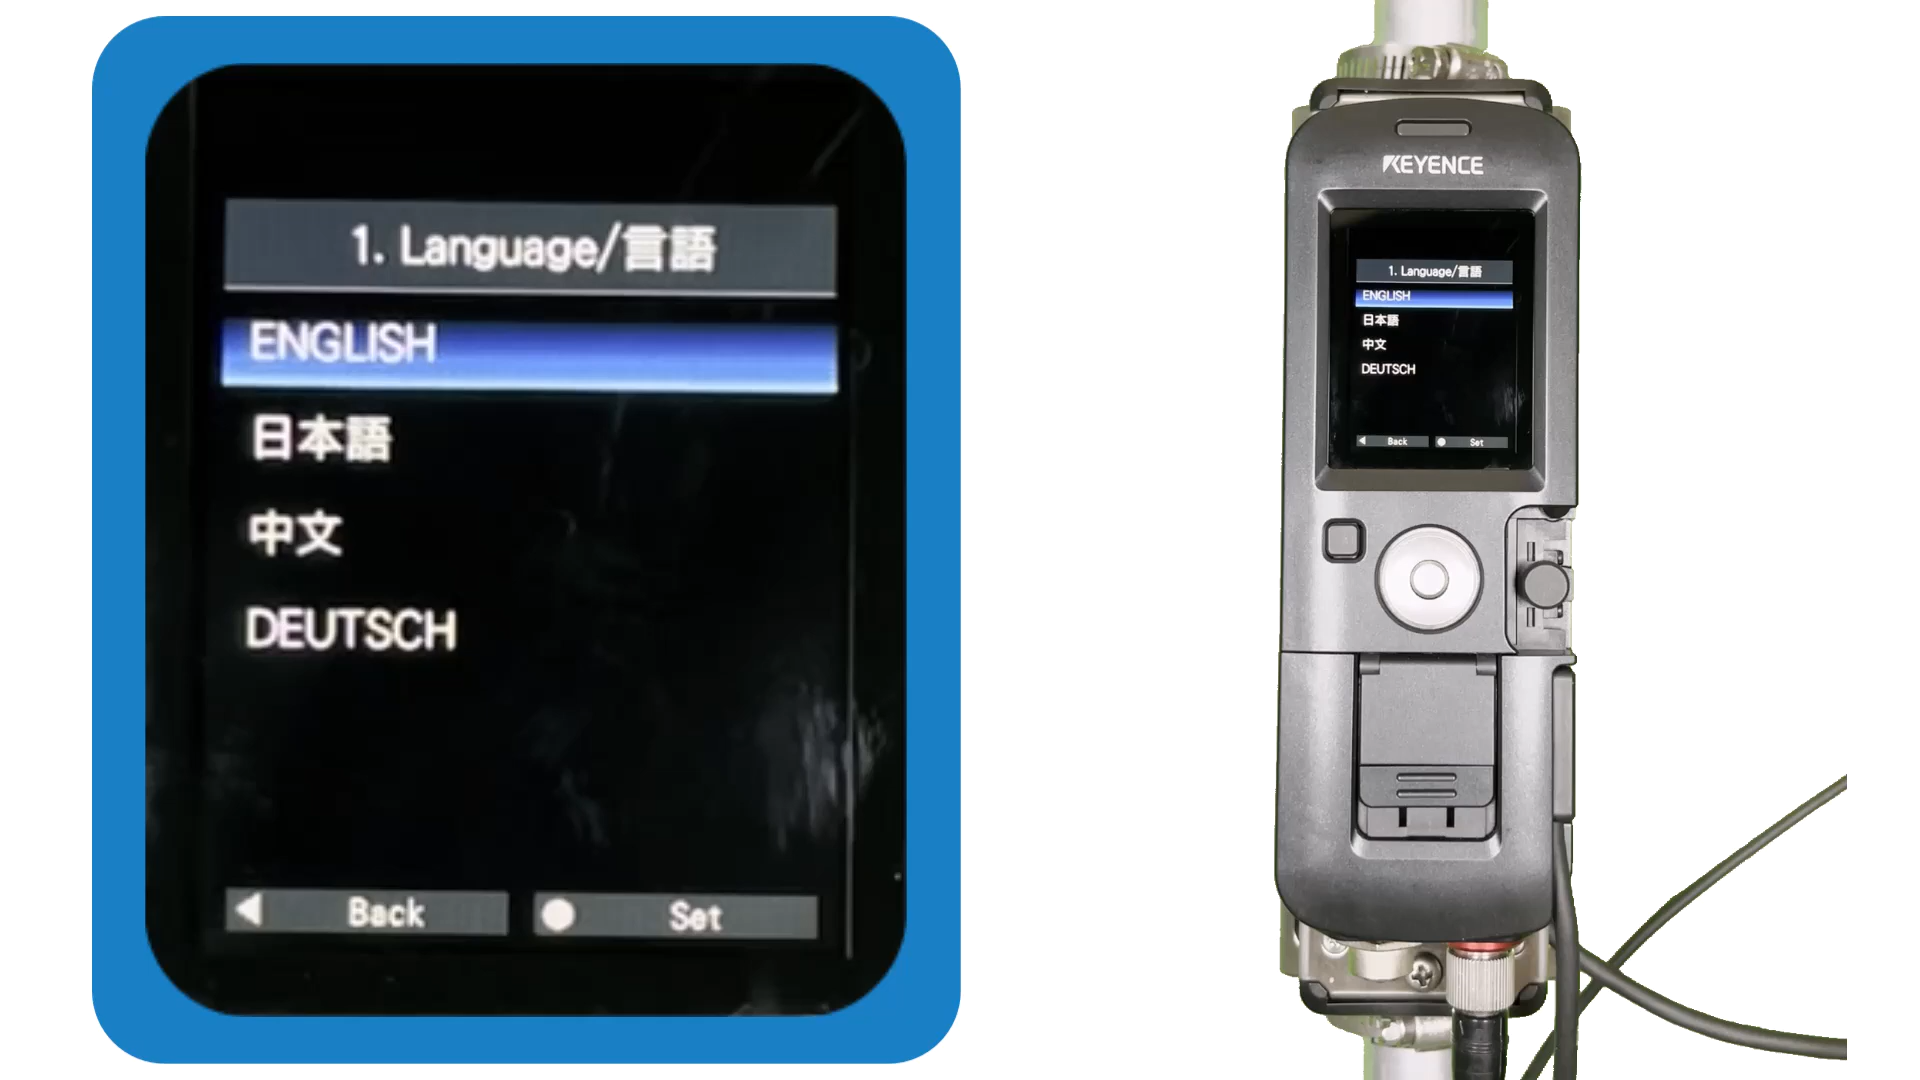 1. Language/言語
ENGLISH
日本語
中文
DEUTSCH
Back
Set
KEYENCE
1. Language/言語
ENGLISH
日本語
中文
DEUTSCH
Back
Set